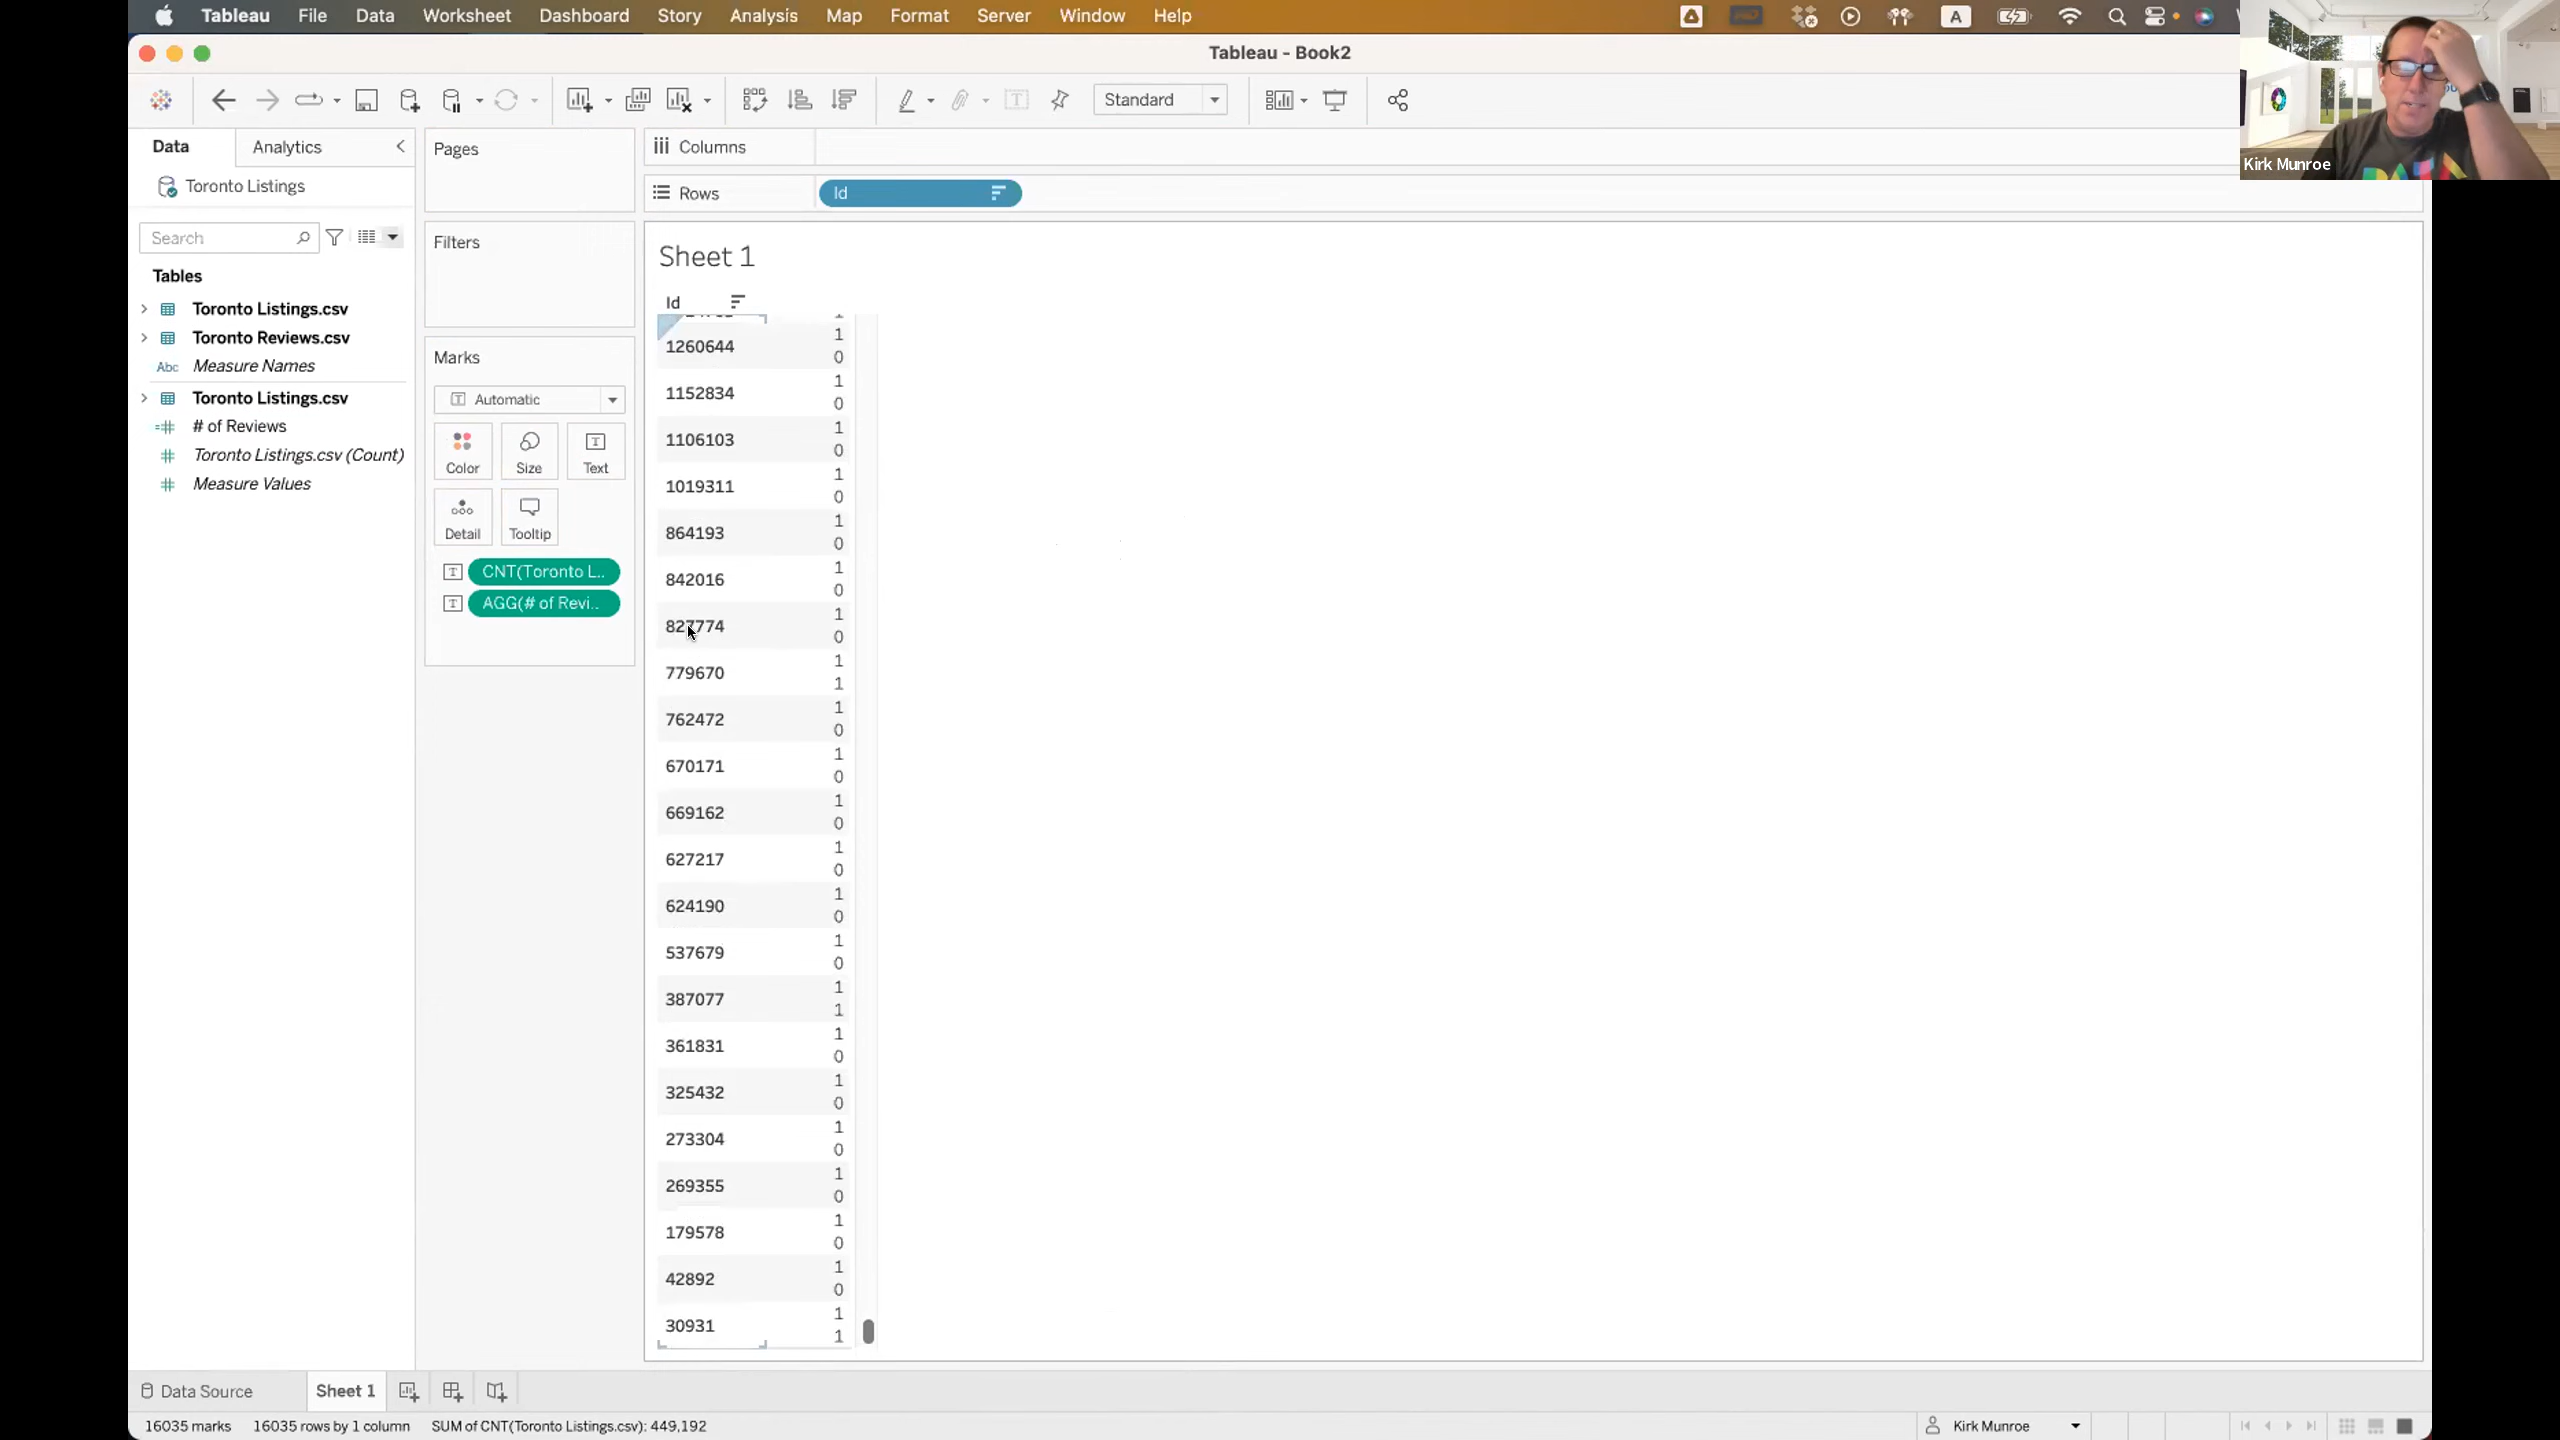 Tableau File Data Worksheet Dashboard Story Analysis Map Format Server Window Help
A
Tableau - Book2
Standard
Data Analytics
Toronto Listings
Search
Tables
Toronto Listings.csv
Toronto Reviews.csv
Abc Measure Names
Toronto Listings.csv
# of Reviews
Toronto Listings.csv (Count)
Measure Values
Pages
Filters
Marks
Automatic
Color Size Text
Detail Tooltip
CNT(Toronto L..
AGG(# of Revi..
Columns
Rows Id
Sheet 1
Id
1260644 1
0
1152834 1
0
1106103 1
0
1019311 1
0
864193 1
0
842016 1
0
827774 1
0
779670 1
1
762472 1
0
670171 1
0
669162 1
0
627217 1
0
624190 1
0
537679 1
0
387077 1
1
361831 1
0
325432 1
0
273304 1
0
269355 1
0
179578 1
0
42892 1
0
30931 1
1
Kirk Munroe
Data Source Sheet 1
16035 marks 16035 rows by 1 column SUM of CNT(Toronto Listings.csv): 449,192 Kirk Munroe